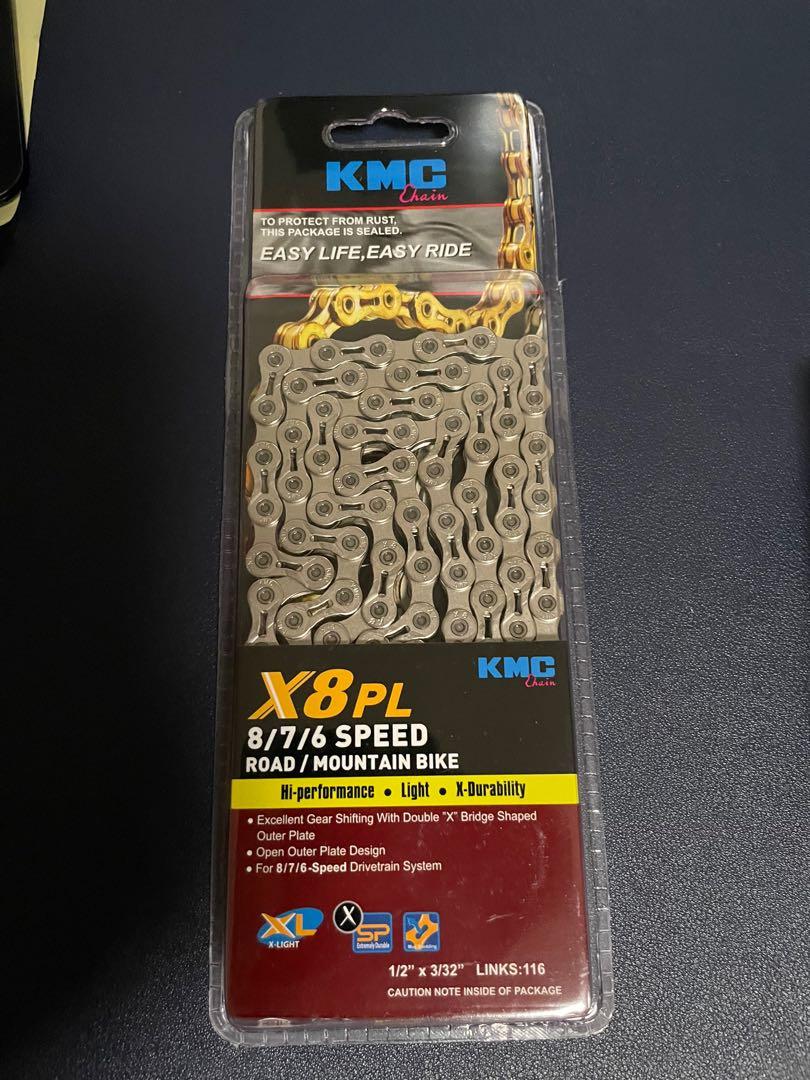 KMC
Chain
TO PROTECT FROM RUST,
THIS PACKAGE IS SEALED.
EASY LIFE,EASY RIDE
X8PL
KMC
Chain
8/7/6 SPEED
ROAD / MOUNTAIN BIKE
Hi-performance • Light • X-Durability
• Excellent Gear Shifting With Double "X" Bridge Shaped
Outer Plate
• Open Outer Plate Design
• For 8/7/6-Speed Drivetrain System
XL
X-LIGHT
X
SP
Extremely Durable
1/2" x 3/32" LINKS:116
CAUTION NOTE INSIDE OF PACKAGE